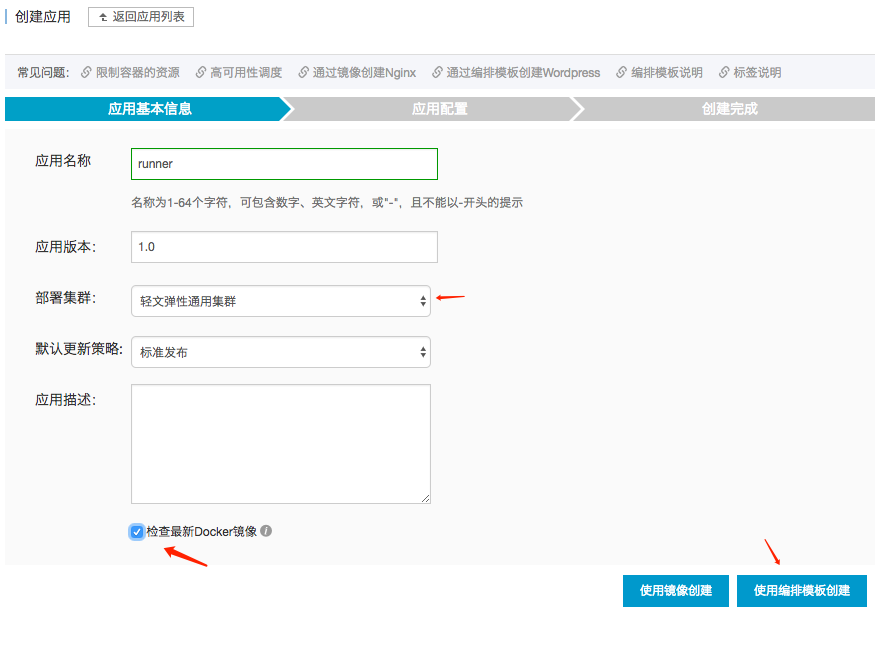 创建应用 返回应用列表
常见问题: 限制容器的资源 高可用性调度 通过镜像创建Nginx 通过编排模板创建Wordpress 编排模板说明 标签说明
应用基本信息 应用配置 创建完成
应用名称 runner
名称为1-64个字符，可包含数字、英文字符，或"-"，且不能以-开头的提示
应用版本: 1.0
部署集群: 轻文弹性通用集群
默认更新策略: 标准发布
应用描述:
检查最新Docker镜像
使用镜像创建 使用编排模板创建